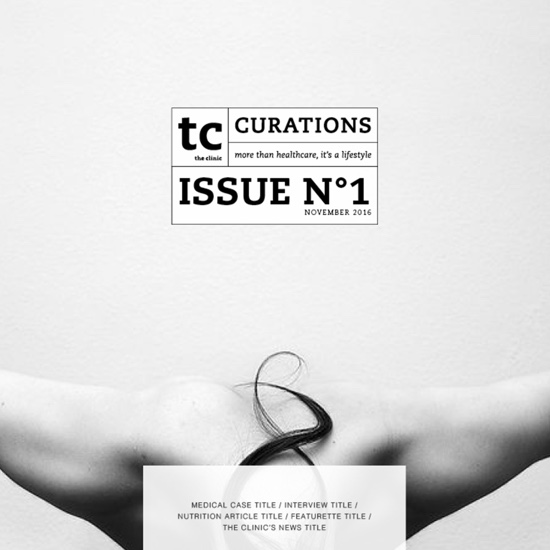 tc
the clinic
CURATIONS
more than healthcare, it's a lifestyle
ISSUE N°1
NOVEMBER 2016
MEDICAL CASE TITLE / INTERVIEW TITLE /
NUTRITION ARTICLE TITLE / FEATURETTE TITLE /
THE CLINIC'S NEWS TITLE